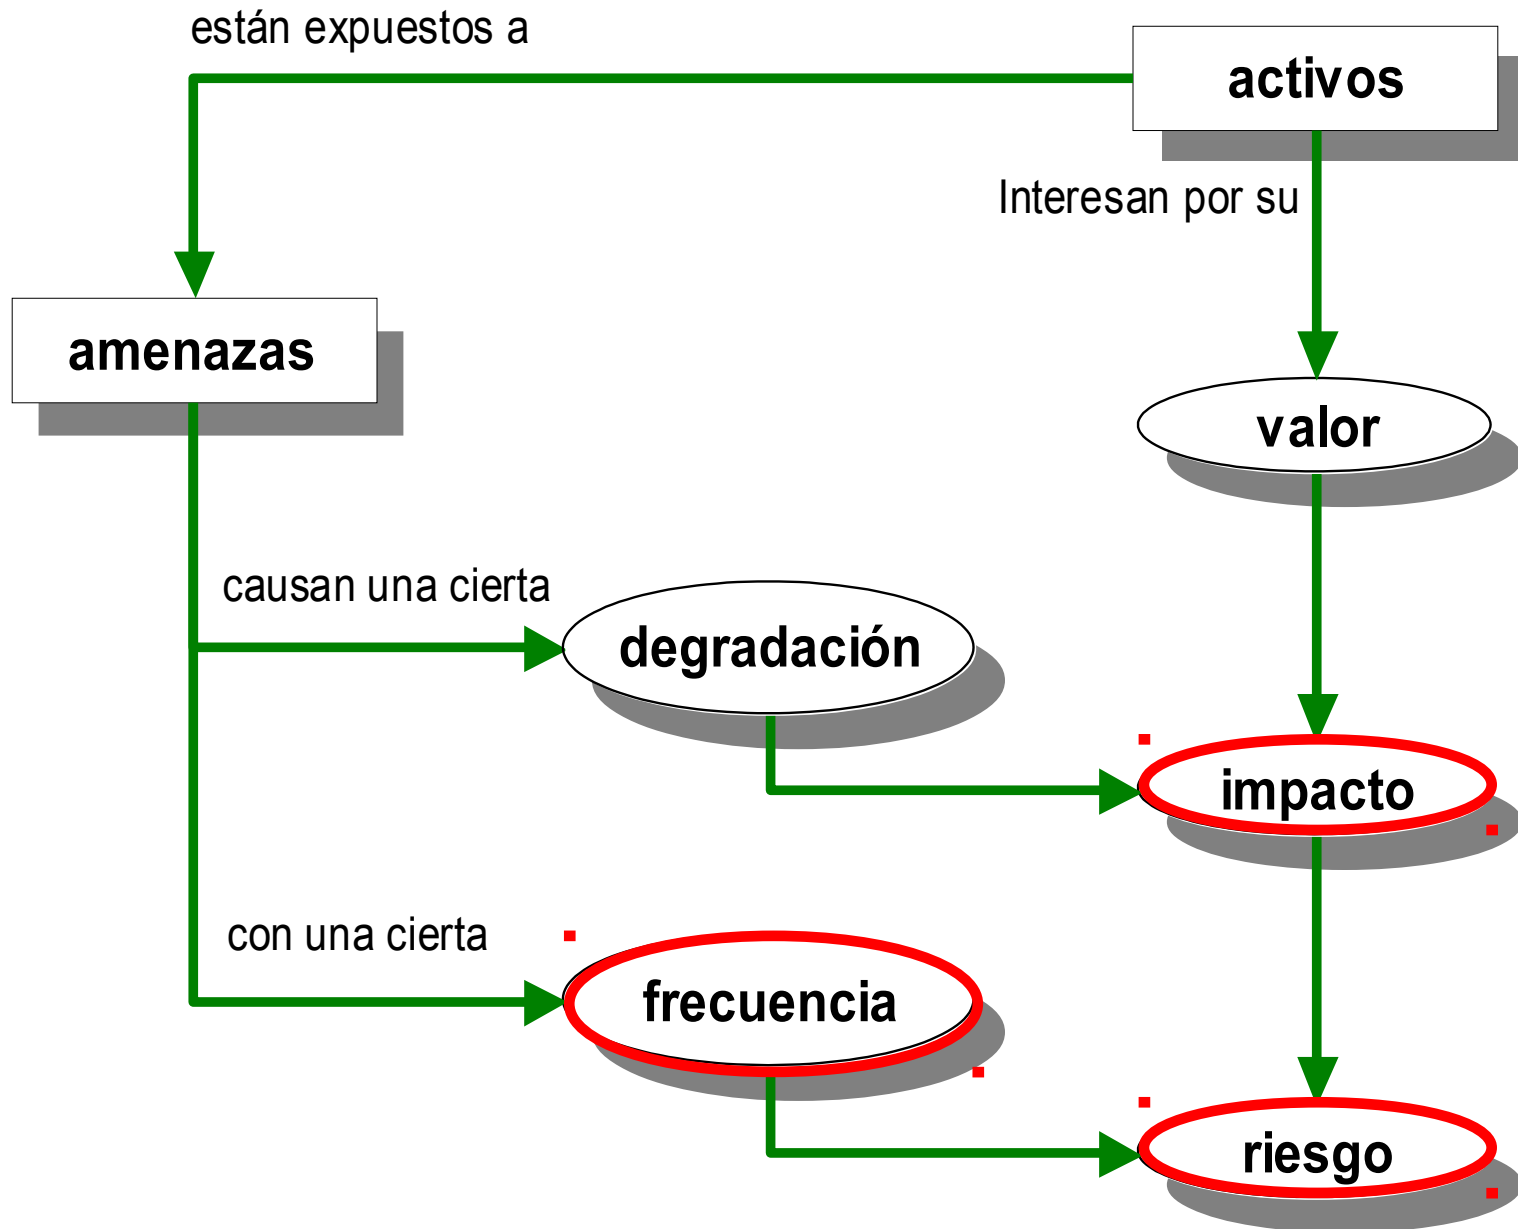 están expuestos a
activos
Interesan por su
amenazas
valor
causan una cierta
degradación
impacto
con una cierta
frecuencia
riesgo